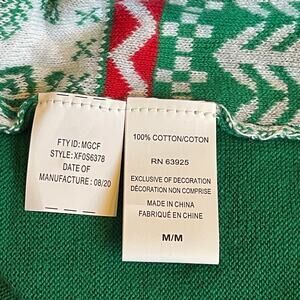 FTY ID: MGCF
STYLE: XF0S6378
DATE OF
MANUFACTURE : 08/20
100% COTTON/COTON
RN 63925
EXCLUSIVE OF DECORATION
DÉCORATION NON COMPRISE
MADE IN CHINA
FABRIQUÉ EN CHINE
M/M